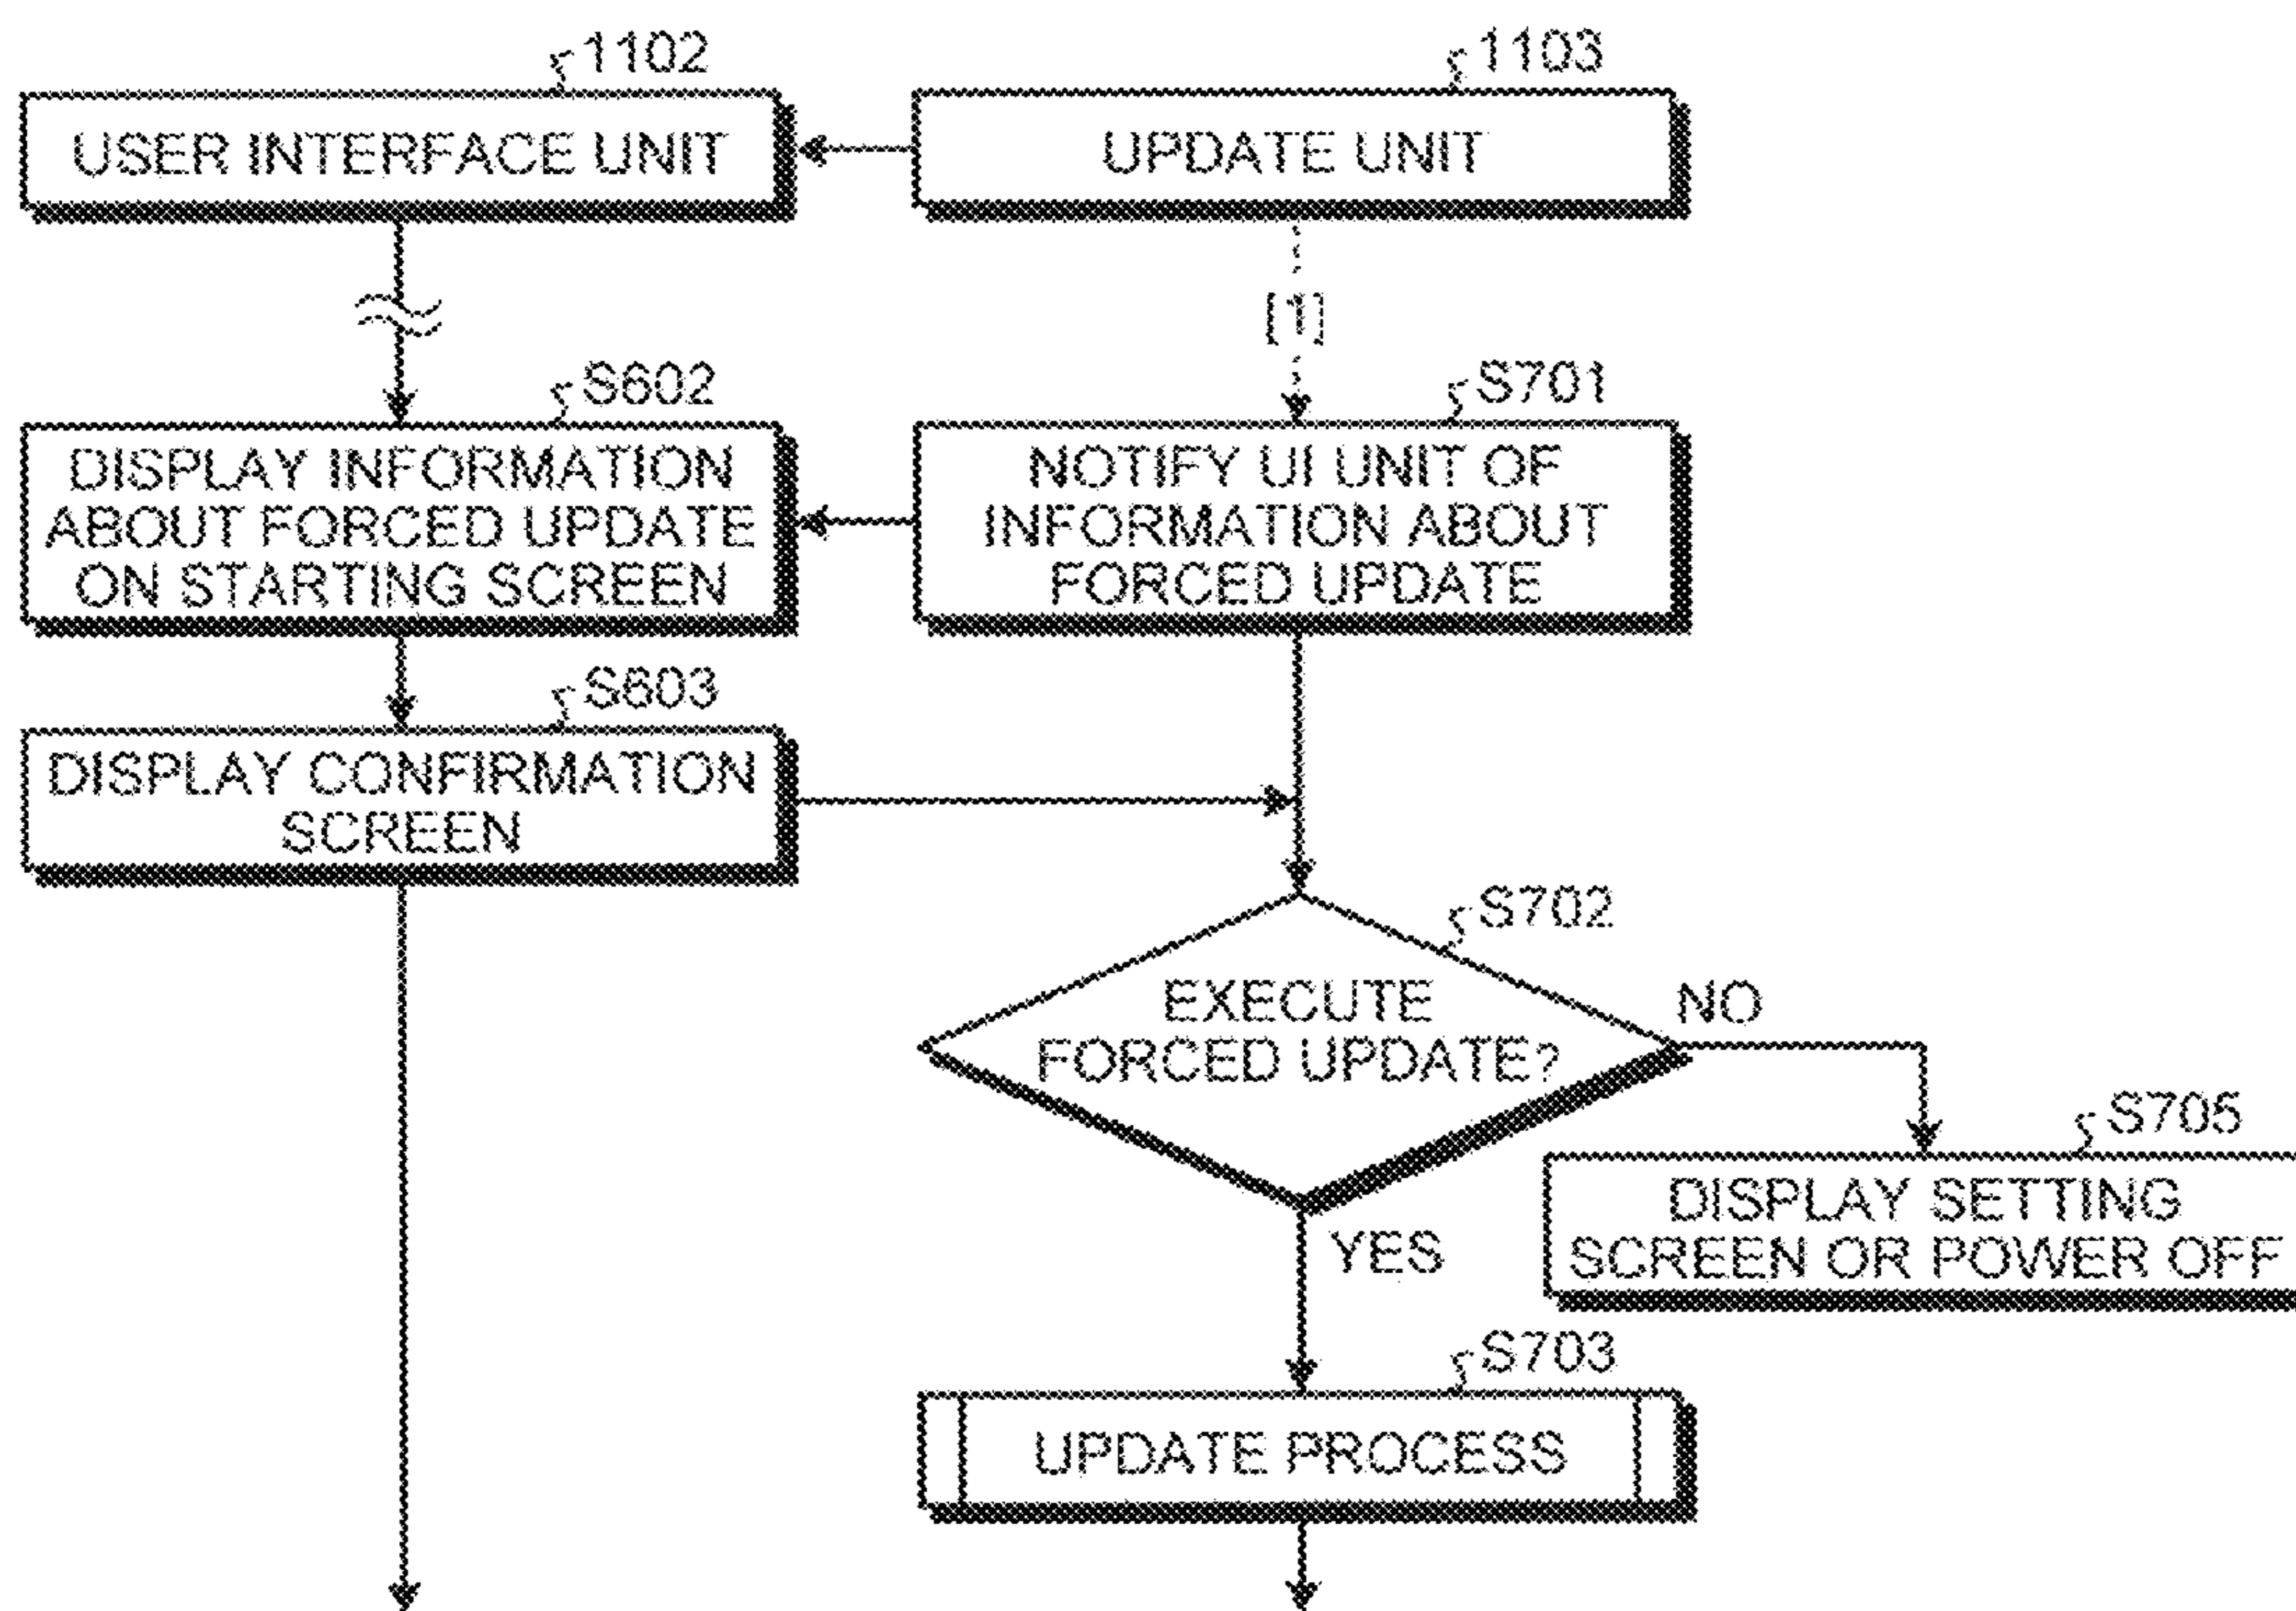 1102
1103
USER INTERFACE UNIT
UPDATE UNIT
[1]
S602
S701
DISPLAY INFORMATION
ABOUT FORCED UPDATE
ON STARTING SCREEN
NOTIFY UI UNIT OF
INFORMATION ABOUT
FORCED UPDATE
S603
DISPLAY CONFIRMATION
SCREEN
S702
EXECUTE
FORCED UPDATE?
NO
S705
DISPLAY SETTING
SCREEN OR POWER OFF
YES
S703
UPDATE PROCESS